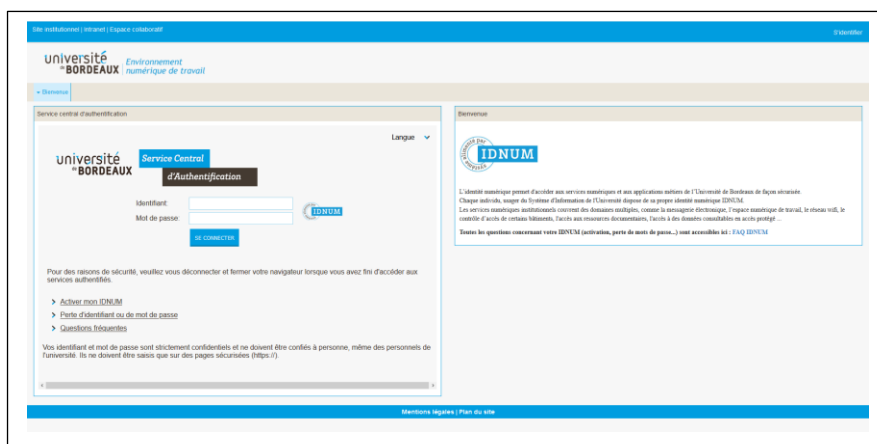 Site institutionnel | Intranet | Espace collaboratif
S'identifier
université
de BORDEAUX
Environnement
numérique de travail
Bienvenue
Service central d'authentification
Langue
université
de BORDEAUX
Service Central
d'Authentification
Identifiant:
Mot de passe:
IDNUM
SE CONNECTER
Pour des raisons de sécurité, veuillez vous déconnecter et fermer votre navigateur lorsque vous avez fini d'accéder aux
services authentifiés.
Activer mon IDNUM
Perte d'identifiant ou de mot de passe
Questions fréquentes
Vos identifiant et mot de passe sont strictement confidentiels et ne doivent être confiés à personne, même des personnels de
l'université. Ils ne doivent être saisis que sur des pages sécurisées (https://).
Bienvenue
IDNUM
L'identité numérique permet d'accéder aux services numériques et aux applications métiers de l'Université de Bordeaux de façon sécurisée.
Chaque individu, usager du Système d'Information de l'Université dispose de sa propre identité numérique IDNUM.
Les services numériques institutionnels couvrent des domaines multiples, comme la messagerie électronique, l'espace numérique de travail, le réseau wifi, le
contrôle d'accès de certains bâtiments, l'accès aux ressources documentaires, l'accès à des données consultables en accès protégé ...
Toutes les questions concernant votre IDNUM (activation, perte de mots de passe...) sont accessibles ici : FAQ IDNUM
Mentions légales | Plan du site